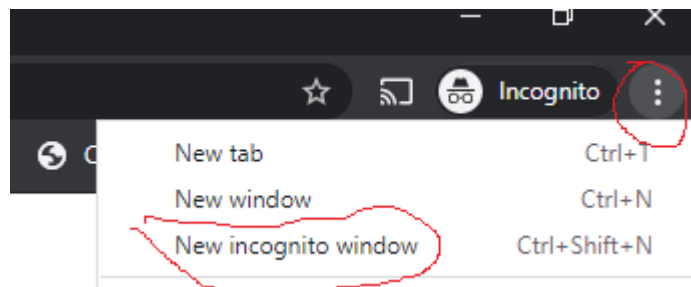 Incognito
New tab Ctrl+T
New window Ctrl+N
New incognito window Ctrl+Shift+N